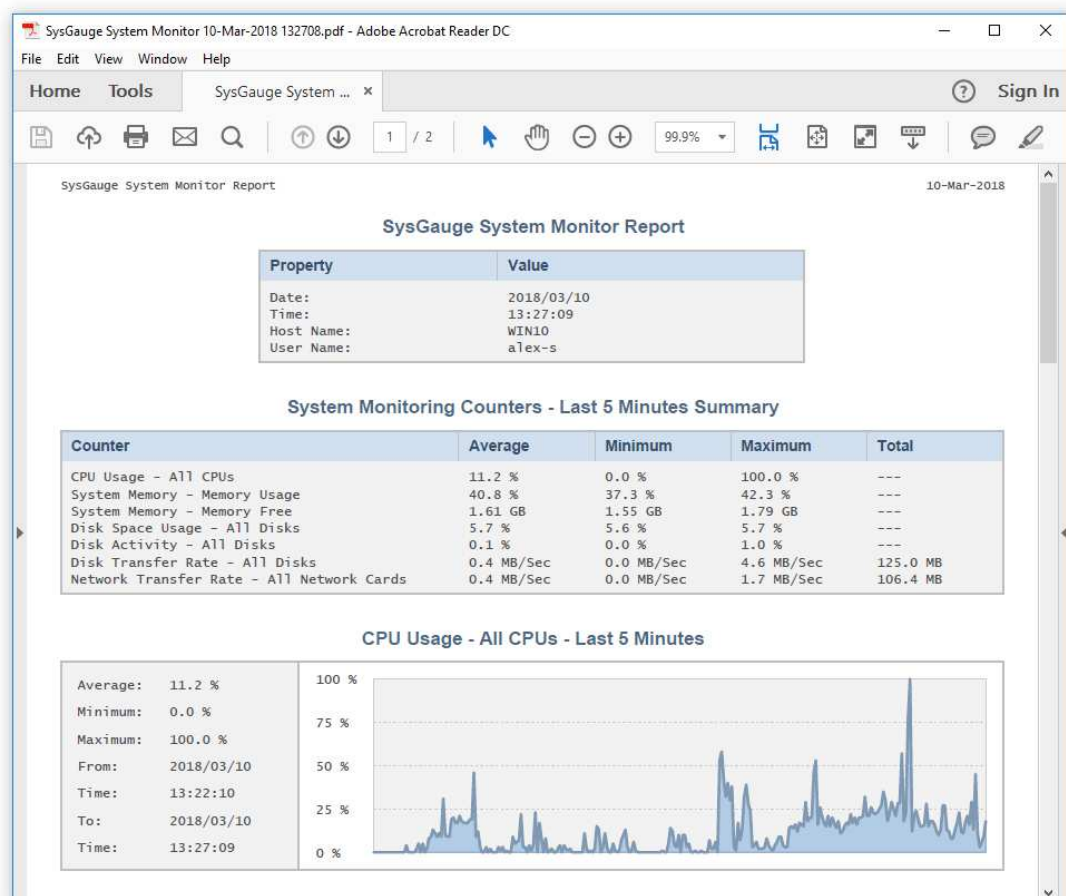 SysGauge System Monitor 10-Mar-2018 132708.pdf - Adobe Acrobat Reader DC
File Edit View Window Help
Home Tools SysGauge System ... × ? Sign In
1 / 2 99.9%
SysGauge System Monitor Report 10-Mar-2018
SysGauge System Monitor Report
Property Value
Date: 2018/03/10
Time: 13:27:09
Host Name: WIN10
User Name: alex-s
System Monitoring Counters - Last 5 Minutes Summary
Counter Average Minimum Maximum Total
CPU Usage - All CPUs 11.2 % 0.0 % 100.0 % ---
System Memory - Memory Usage 40.8 % 37.3 % 42.3 % ---
System Memory - Memory Free 1.61 GB 1.55 GB 1.79 GB ---
Disk Space Usage - All Disks 5.7 % 5.6 % 5.7 % ---
Disk Activity - All Disks 0.1 % 0.0 % 1.0 % ---
Disk Transfer Rate - All Disks 0.4 MB/Sec 0.0 MB/Sec 4.6 MB/Sec 125.0 MB
Network Transfer Rate - All Network Cards 0.4 MB/Sec 0.0 MB/Sec 1.7 MB/Sec 106.4 MB
CPU Usage - All CPUs - Last 5 Minutes
Average: 11.2 %
Minimum: 0.0 %
Maximum: 100.0 %
From: 2018/03/10
Time: 13:22:10
To: 2018/03/10
Time: 13:27:09
100 %
75 %
50 %
25 %
0 %